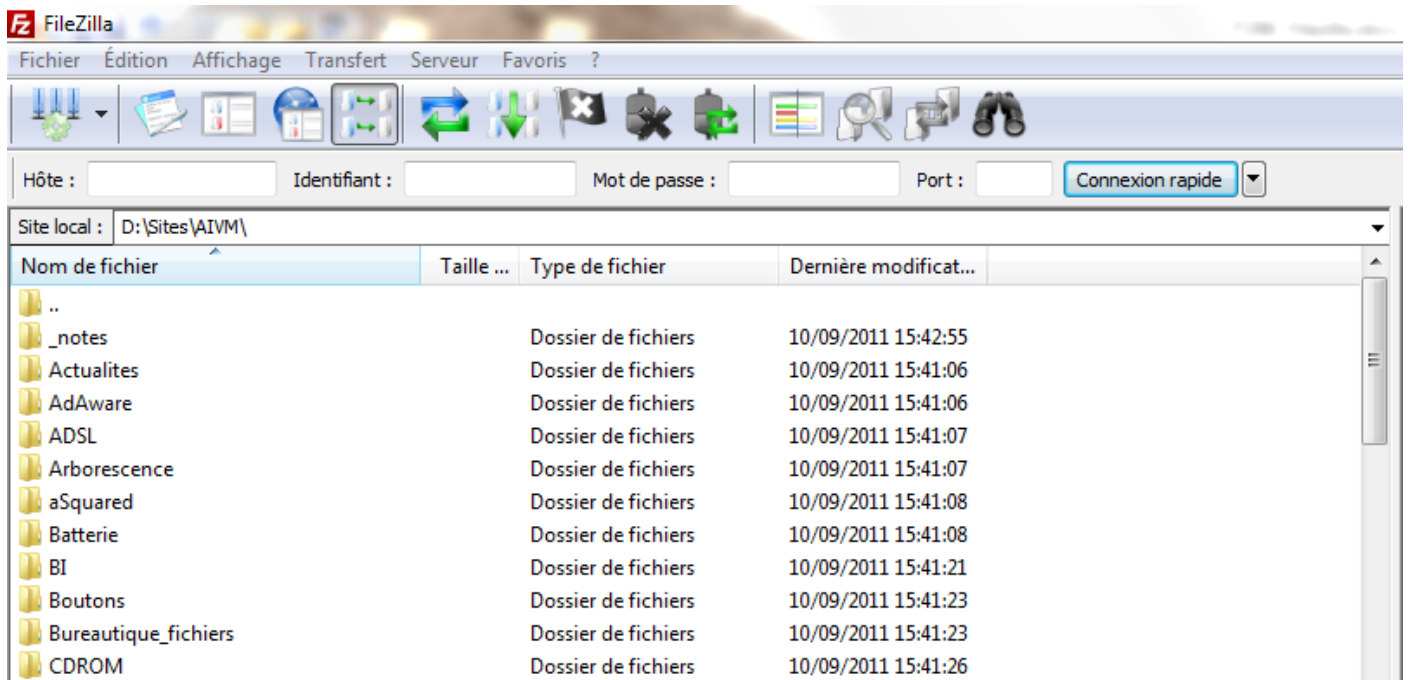 FileZilla
Fichier Édition Affichage Transfert Serveur Favoris ?
Hôte : Identifiant : Mot de passe : Port : Connexion rapide
Site local : D:\Sites\AIVM\
Nom de fichier Taille ... Type de fichier Dernière modificat...
..
_notes Dossier de fichiers 10/09/2011 15:42:55
Actualites Dossier de fichiers 10/09/2011 15:41:06
AdAware Dossier de fichiers 10/09/2011 15:41:06
ADSL Dossier de fichiers 10/09/2011 15:41:07
Arborescence Dossier de fichiers 10/09/2011 15:41:07
aSquared Dossier de fichiers 10/09/2011 15:41:08
Batterie Dossier de fichiers 10/09/2011 15:41:08
BI Dossier de fichiers 10/09/2011 15:41:21
Boutons Dossier de fichiers 10/09/2011 15:41:23
Bureautique_fichiers Dossier de fichiers 10/09/2011 15:41:23
CDROM Dossier de fichiers 10/09/2011 15:41:26